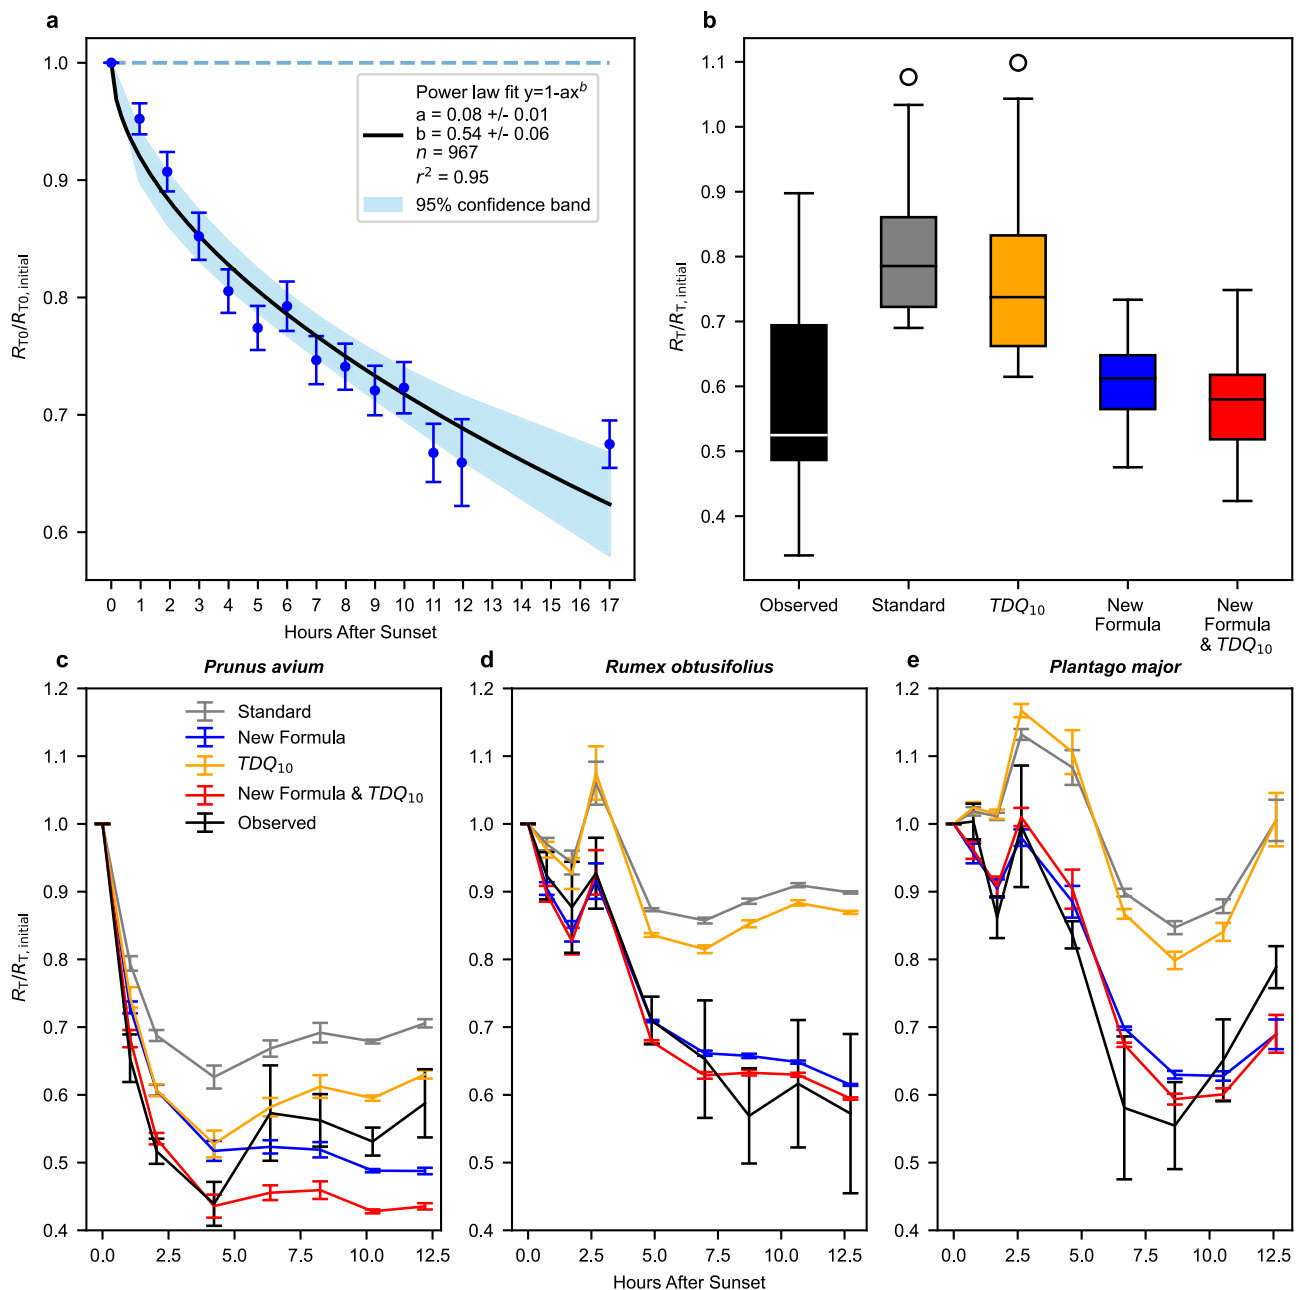 a
1.0
0.9
0.8
0.7
0.6
R_T0/R_T0, initial
Power law fit y=1-ax^b
a = 0.08 +/- 0.01
b = 0.54 +/- 0.06
n = 967
r² = 0.95
95% confidence band
0 1 2 3 4 5 6 7 8 9 10 11 12 13 14 15 16 17
Hours After Sunset
b
1.1
1.0
0.9
0.8
0.7
0.6
0.5
0.4
R_T/R_T, initial
Observed
Standard
TDQ₁₀
New
Formula
New
Formula
& TDQ₁₀
c
Prunus avium
1.2
1.1
1.0
0.9
0.8
0.7
0.6
0.5
0.4
R_T/R_T, initial
Standard
New Formula
TDQ₁₀
New Formula & TDQ₁₀
Observed
0.0 2.5 5.0 7.5 10.0 12.5
d
Rumex obtusifolius
1.2
1.1
1.0
0.9
0.8
0.7
0.6
0.5
0.4
0.0 2.5 5.0 7.5 10.0 12.5
Hours After Sunset
e
Plantago major
1.2
1.1
1.0
0.9
0.8
0.7
0.6
0.5
0.4
0.0 2.5 5.0 7.5 10.0 12.5